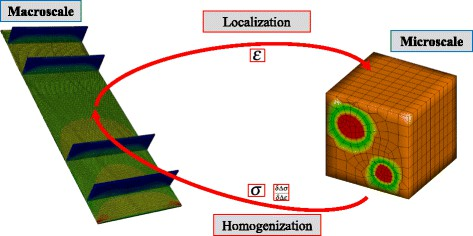 Macroscale
Localization
Microscale
ε
σ
δΔσ
δΔε
Homogenization